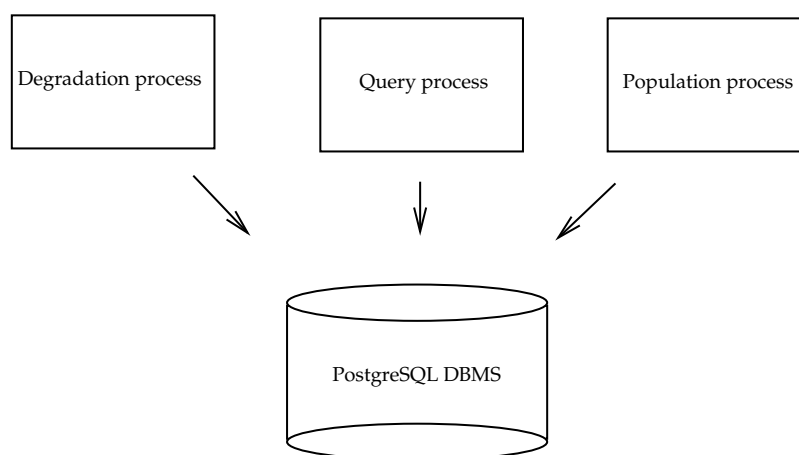 Degradation process
Query process
Population process
PostgreSQL DBMS